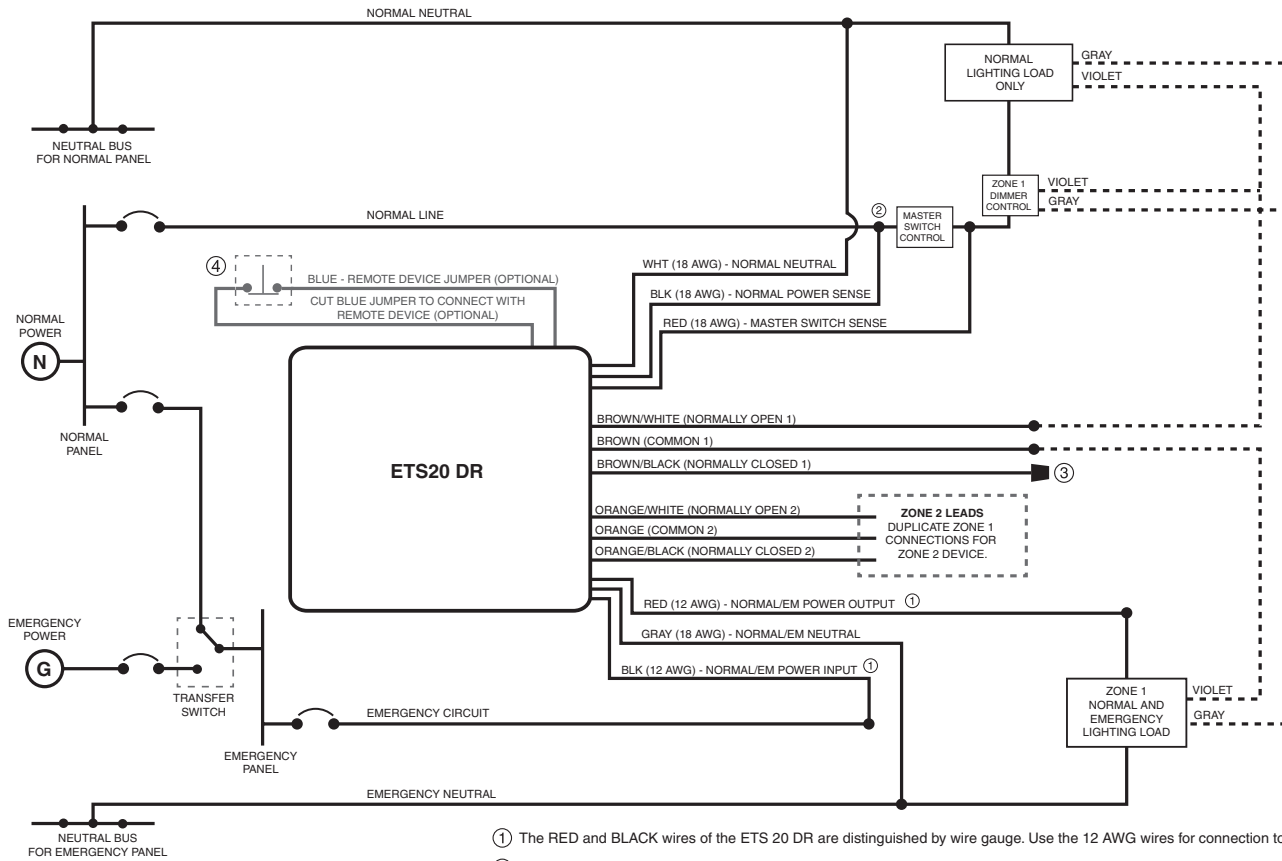 NORMAL NEUTRAL
NORMAL
LIGHTING LOAD
ONLY
GRAY
VIOLET
NEUTRAL BUS
FOR NORMAL PANEL
ZONE 1
DIMMER
CONTROL
VIOLET
GRAY
NORMAL LINE
②
MASTER
SWITCH
CONTROL
WHT (18 AWG) - NORMAL NEUTRAL
④
BLUE - REMOTE DEVICE JUMPER (OPTIONAL)
BLK (18 AWG) - NORMAL POWER SENSE
CUT BLUE JUMPER TO CONNECT WITH
REMOTE DEVICE (OPTIONAL)
RED (18 AWG) - MASTER SWITCH SENSE
NORMAL
POWER
N
NORMAL
PANEL
ETS20 DR
BROWN/WHITE (NORMALLY OPEN 1)
BROWN (COMMON 1)
BROWN/BLACK (NORMALLY CLOSED 1)
③
ORANGE/WHITE (NORMALLY OPEN 2)
ORANGE (COMMON 2)
ORANGE/BLACK (NORMALLY CLOSED 2)
ZONE 2 LEADS
DUPLICATE ZONE 1
CONNECTIONS FOR
ZONE 2 DEVICE.
RED (12 AWG) - NORMAL/EM POWER OUTPUT ①
GRAY (18 AWG) - NORMAL/EM NEUTRAL
BLK (12 AWG) - NORMAL/EM POWER INPUT ①
EMERGENCY
POWER
G
TRANSFER
SWITCH
EMERGENCY CIRCUIT
EMERGENCY
PANEL
ZONE 1
NORMAL AND
EMERGENCY
LIGHTING LOAD
VIOLET
GRAY
EMERGENCY NEUTRAL
NEUTRAL BUS
FOR EMERGENCY PANEL
① The RED and BLACK wires of the ETS 20 DR are distinguished by wire gauge. Use the 12 AWG wires for connection to